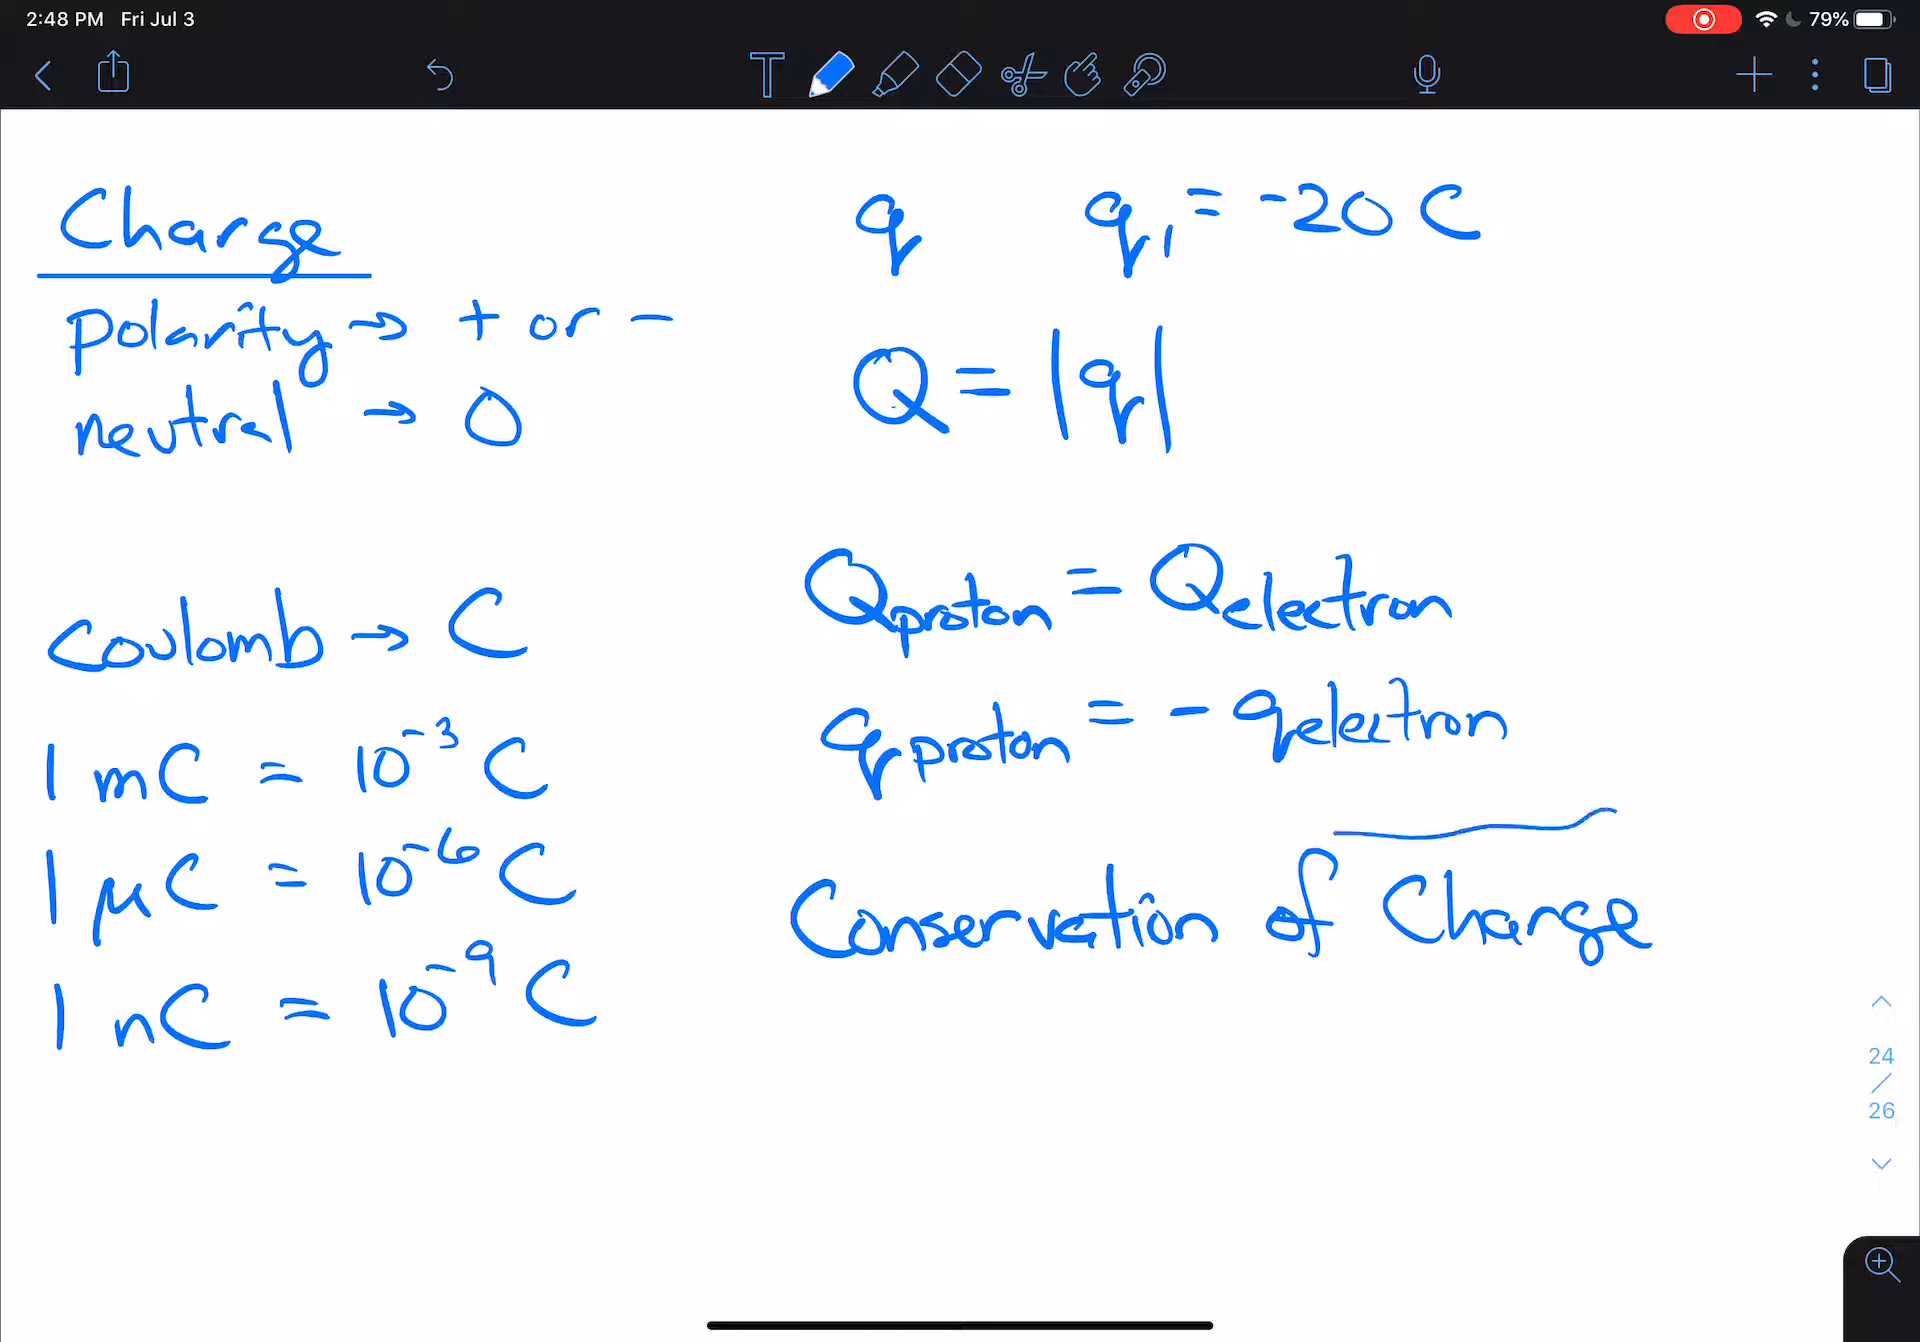 2:48 PM Fri Jul 3
79%
Charge
polarity → + or -
neutral → 0
Coulomb → C
1 mC = 10⁻³ C
1 μC = 10⁻⁶ C
1 nC = 10⁻⁹ C
q q₁ = -20 C
Q = |q|
Qproton = Qelectron
qproton = - qelectron
Conservation of Charge
24
/
26